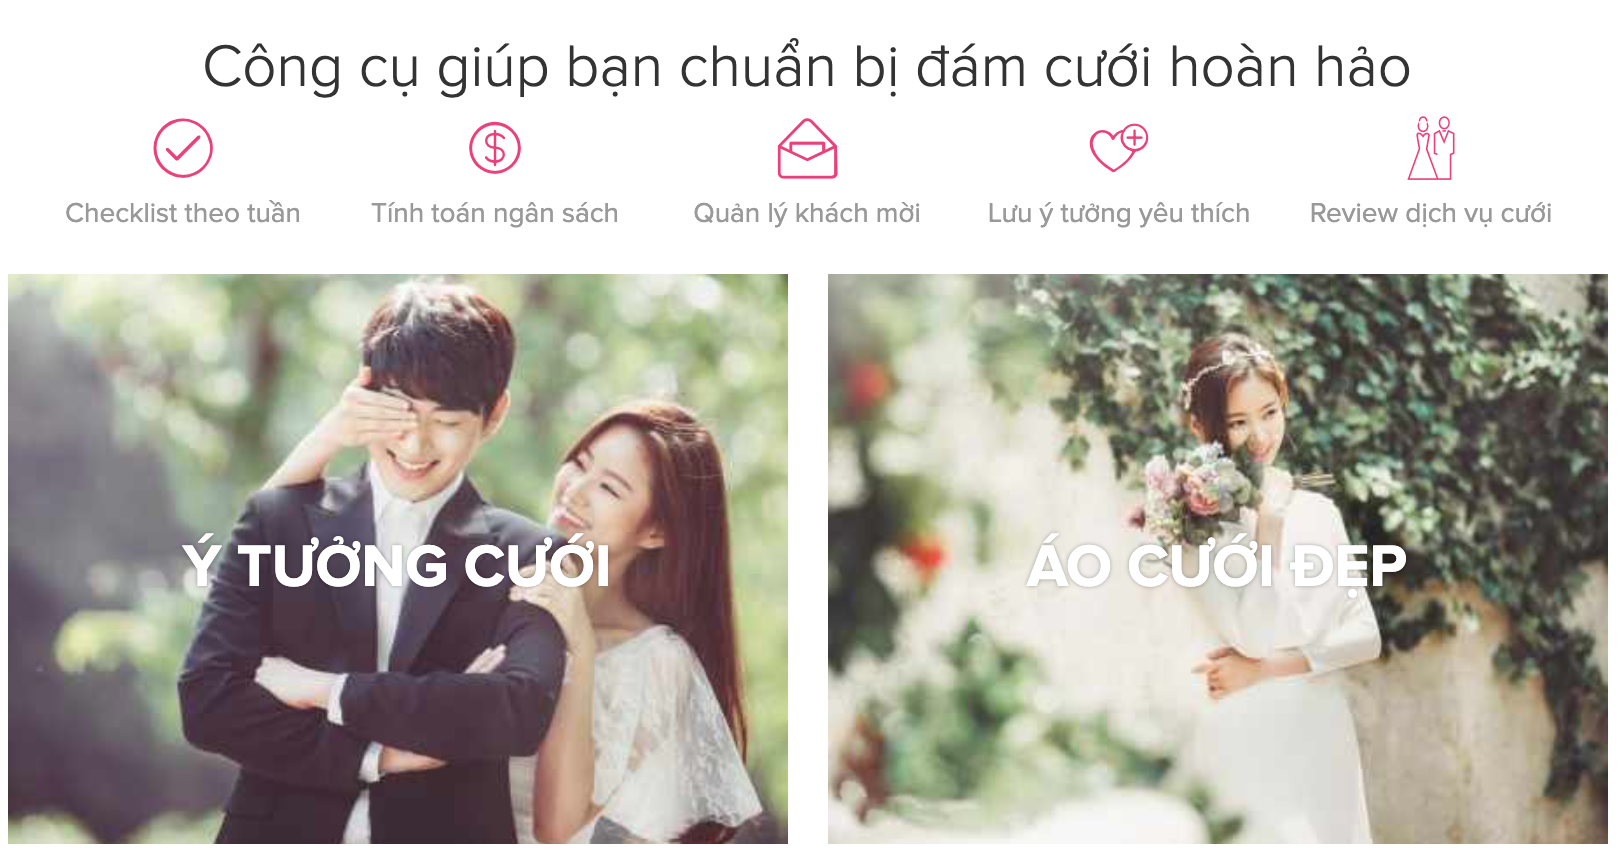 Công cụ giúp bạn chuẩn bị đám cưới hoàn hảo
Checklist theo tuần
Tính toán ngân sách
Quản lý khách mời
Lưu ý tưởng yêu thích
Review dịch vụ cưới
Ý TƯỞNG CƯỚI
ÁO CƯỚI ĐẸP